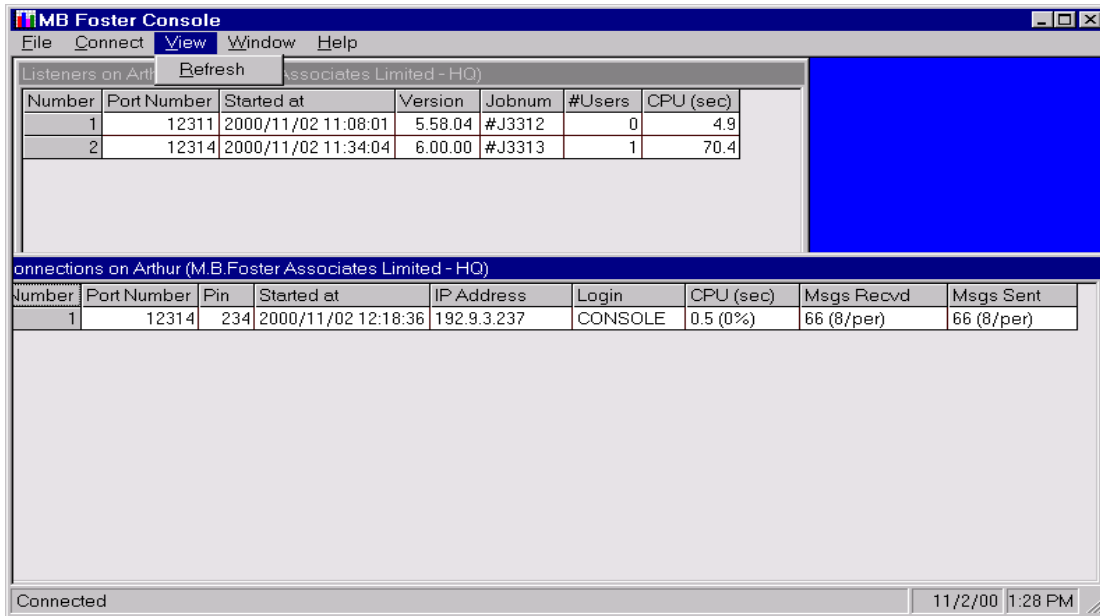 MB Foster Console
File Connect View Window Help
Refresh
Listeners on Arth ssociates Limited - HQ)
Number Port Number Started at Version Jobnum #Users CPU (sec)
1 12311 2000/11/02 11:08:01 5.58.04 #J3312 0 4.9
2 12314 2000/11/02 11:34:04 6.00.00 #J3313 1 70.4
onnections on Arthur (M.B.Foster Associates Limited - HQ)
Number Port Number Pin Started at IP Address Login CPU (sec) Msgs Recvd Msgs Sent
1 12314 234 2000/11/02 12:18:36 192.9.3.237 CONSOLE 0.5 (0%) 66 (8/per) 66 (8/per)
Connected 11/2/00 1:28 PM